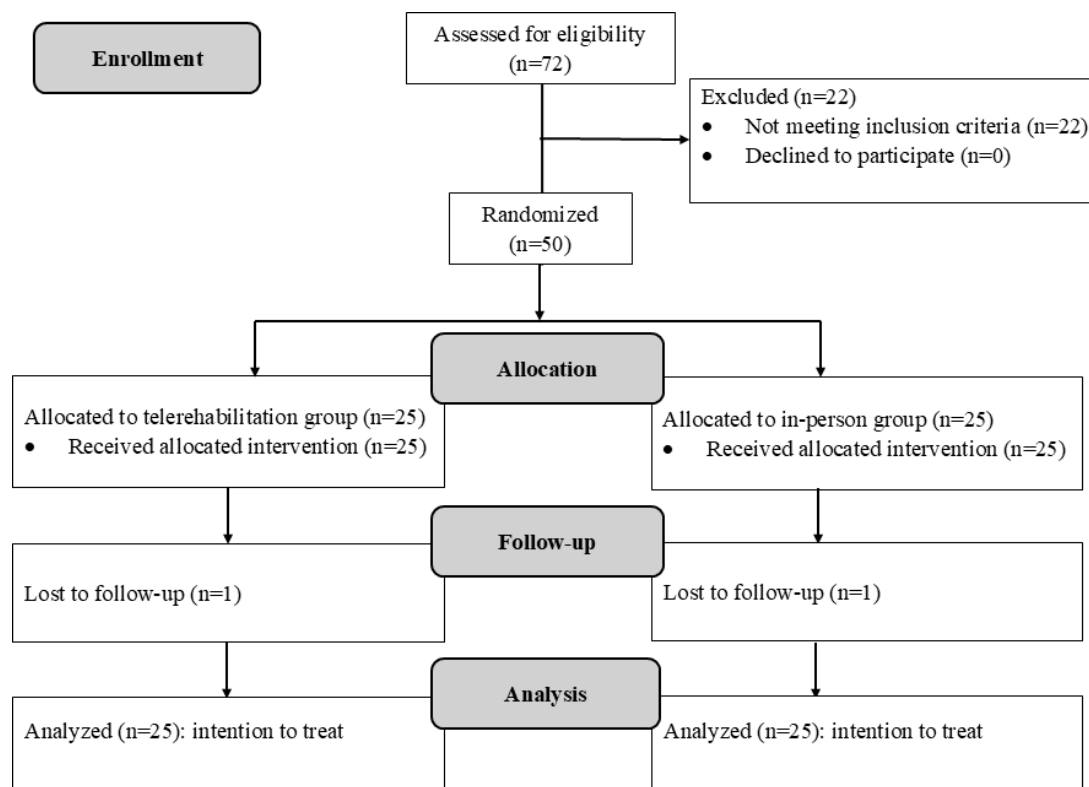 Enrollment
Assessed for eligibility
(n=72)
Excluded (n=22)
• Not meeting inclusion criteria (n=22)
• Declined to participate (n=0)
Randomized
(n=50)
Allocation
Allocated to telerehabilitation group (n=25)
• Received allocated intervention (n=25)
Allocated to in-person group (n=25)
• Received allocated intervention (n=25)
Follow-up
Lost to follow-up (n=1)
Lost to follow-up (n=1)
Analysis
Analyzed (n=25): intention to treat
Analyzed (n=25): intention to treat